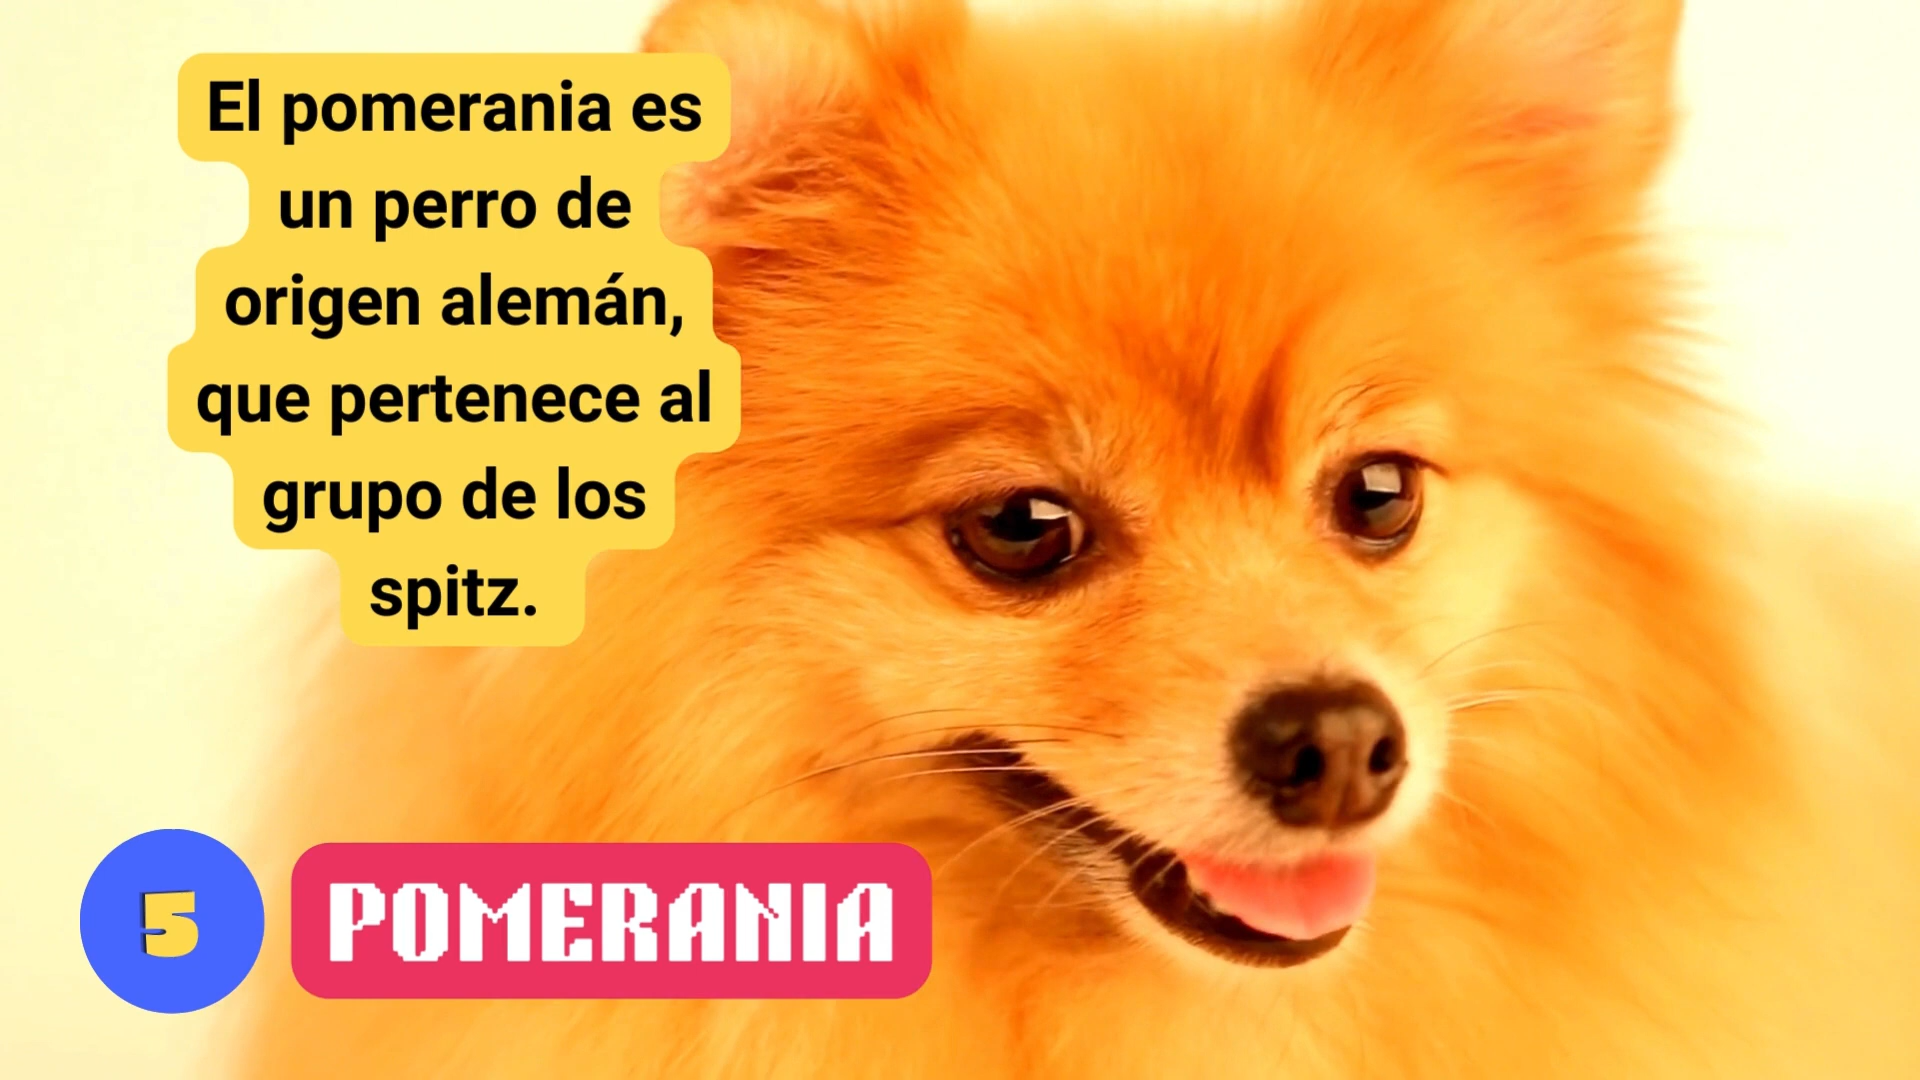 El pomerania es
un perro de
origen alemán,
que pertenece al
grupo de los
spitz.
5
POMERANIA